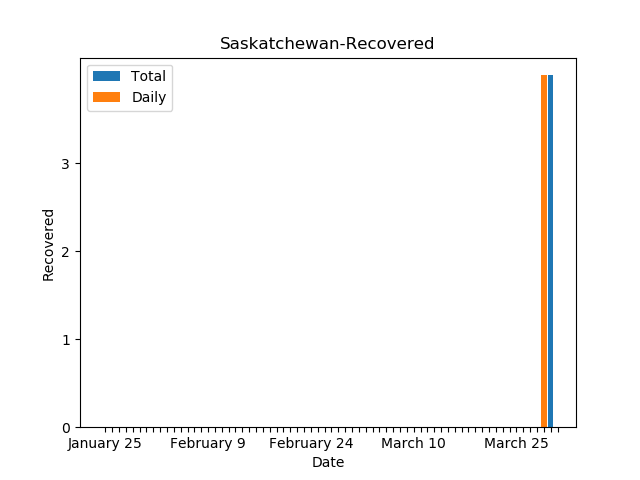 Saskatchewan-Recovered
Total
Daily
3
2
1
0
Recovered
January 25 February 9 February 24 March 10 March 25
Date